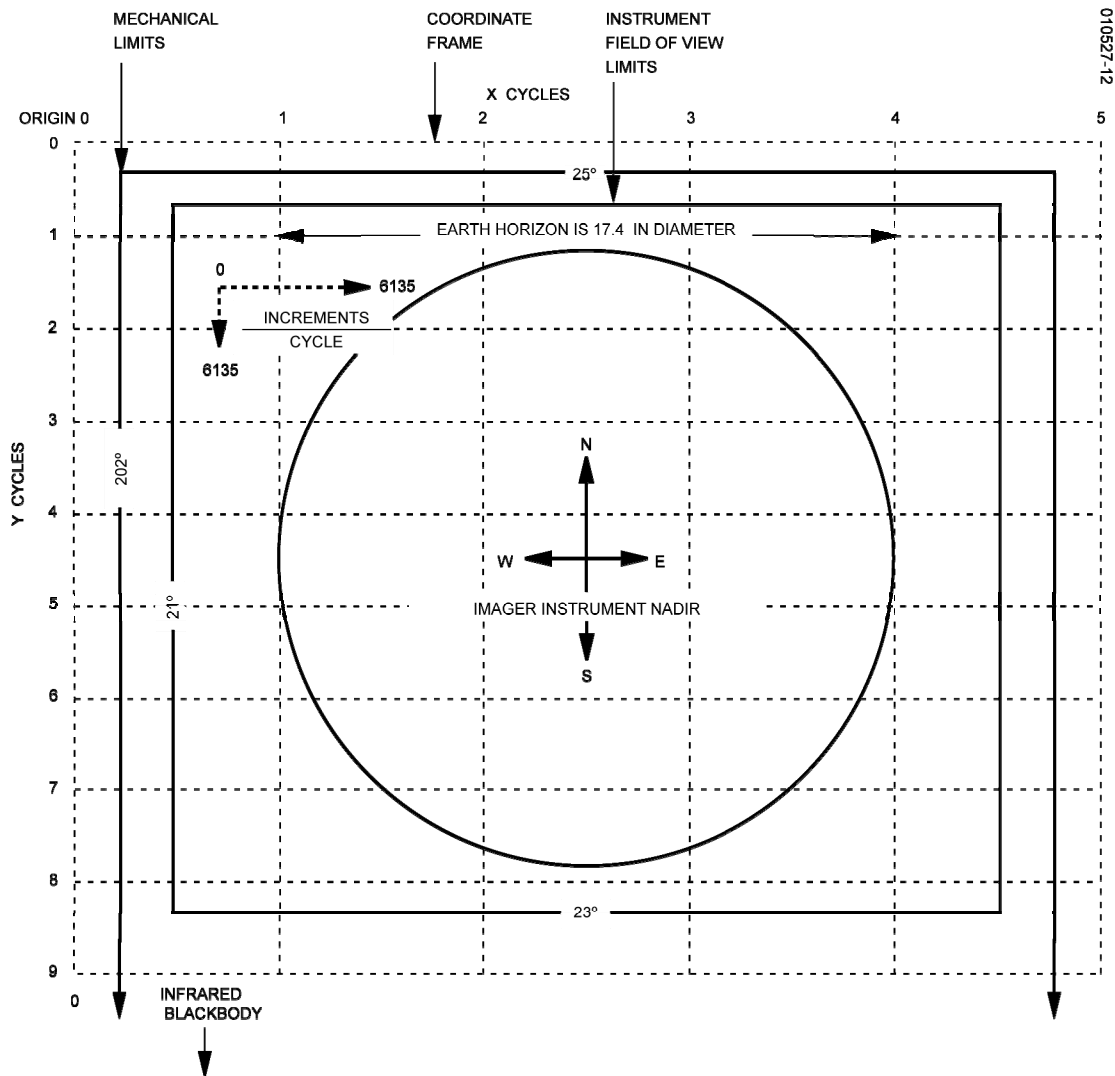 MECHANICAL
LIMITS
COORDINATE
FRAME
INSTRUMENT
FIELD OF VIEW
LIMITS
010527-12
X CYCLES
ORIGIN 0
1
2
3
4
5
0
25°
EARTH HORIZON IS 17.4 IN DIAMETER
1
0
6135
INCREMENTS
CYCLE
2
6135
3
N
202°
Y CYCLES
4
W
E
5
21°
IMAGER INSTRUMENT NADIR
S
6
7
8
23°
9
0
INFRARED
BLACKBODY